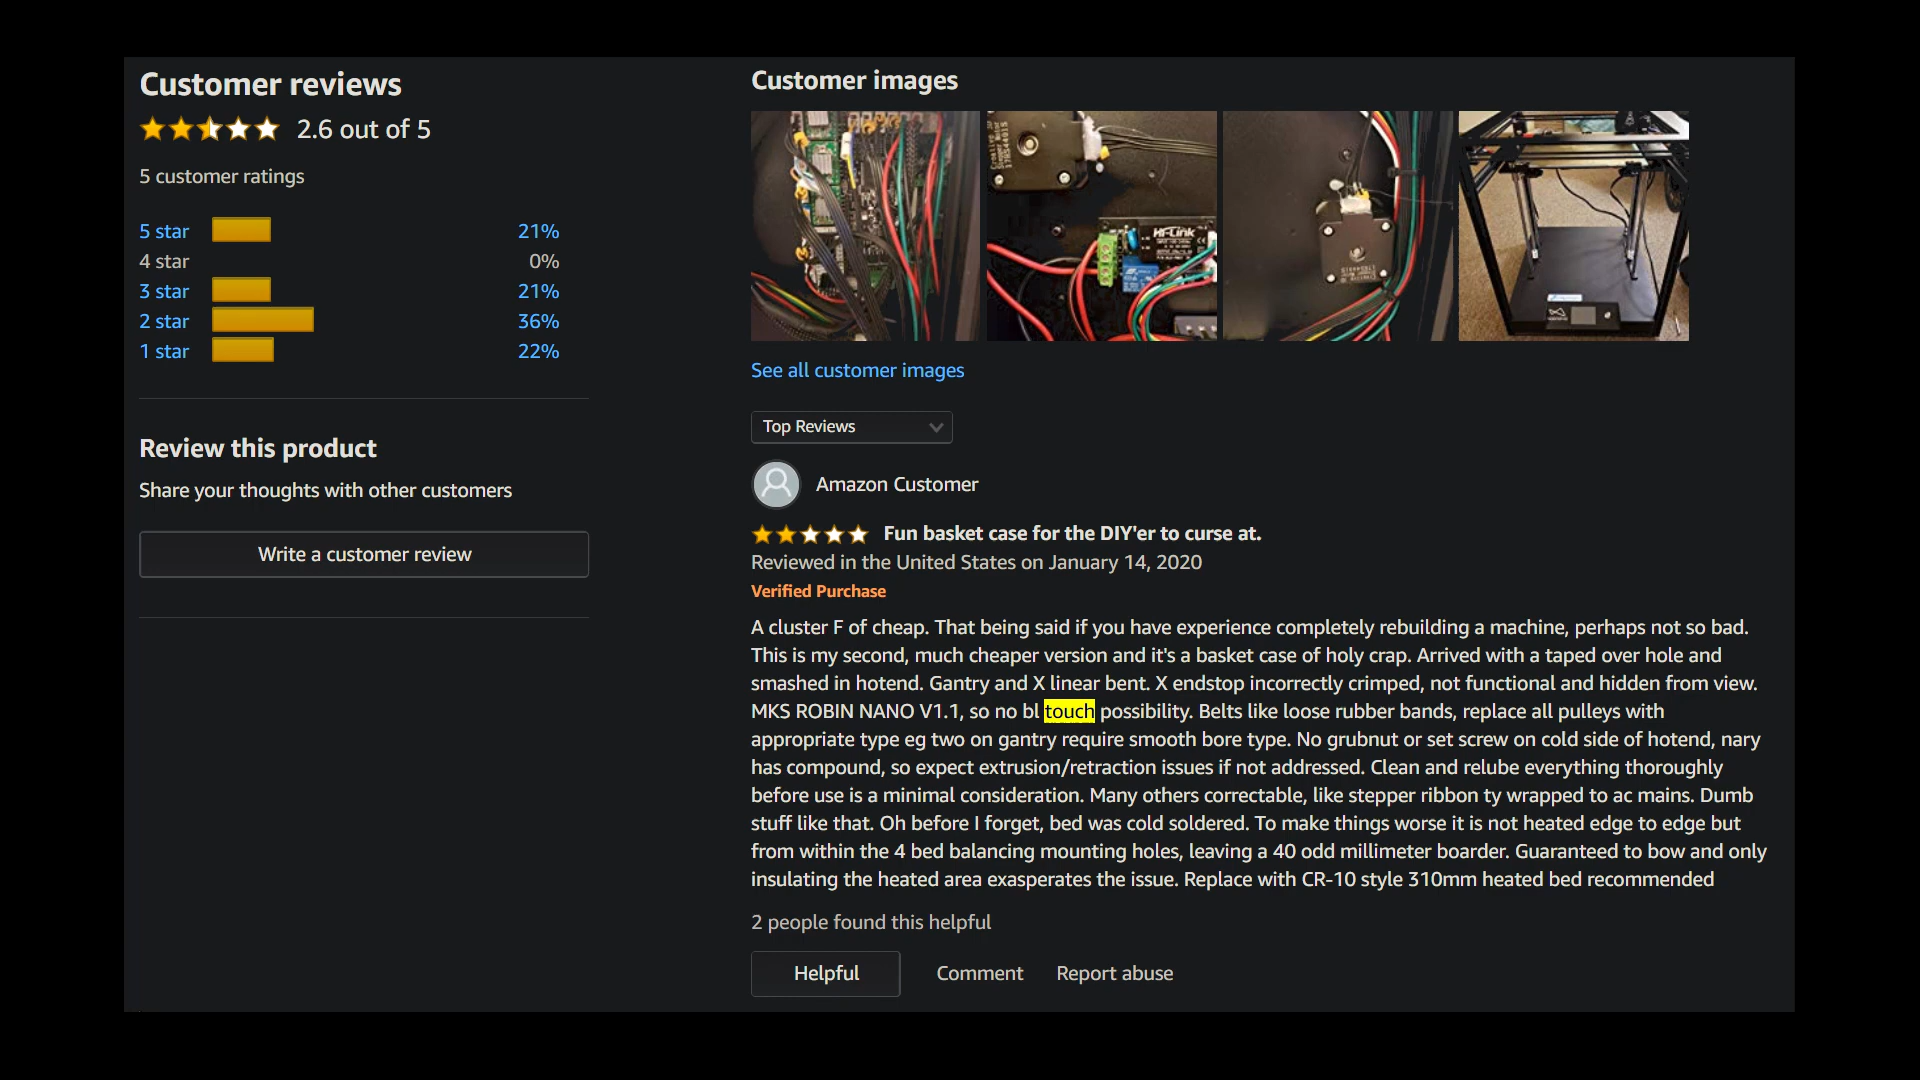 Customer reviews
2.6 out of 5
5 customer ratings
5 star 21%
4 star 0%
3 star 21%
2 star 36%
1 star 22%
Review this product
Share your thoughts with other customers
Write a customer review
Customer images
Hi-Link
See all customer images
Top Reviews
Amazon Customer
Fun basket case for the DIY'er to curse at.
Reviewed in the United States on January 14, 2020
Verified Purchase
A cluster F of cheap. That being said if you have experience completely rebuilding a machine, perhaps not so bad.
This is my second, much cheaper version and it's a basket case of holy crap. Arrived with a taped over hole and
smashed in hotend. Gantry and X linear bent. X endstop incorrectly crimped, not functional and hidden from view.
MKS ROBIN NANO V1.1, so no bl touch possibility. Belts like loose rubber bands, replace all pulleys with
appropriate type eg two on gantry require smooth bore type. No grubnut or set screw on cold side of hotend, nary
has compound, so expect extrusion/retraction issues if not addressed. Clean and relube everything thoroughly
before use is a minimal consideration. Many others correctable, like stepper ribbon ty wrapped to ac mains. Dumb
stuff like that. Oh before I forget, bed was cold soldered. To make things worse it is not heated edge to edge but
from within the 4 bed balancing mounting holes, leaving a 40 odd millimeter boarder. Guaranteed to bow and only
insulating the heated area exasperates the issue. Replace with CR-10 style 310mm heated bed recommended
2 people found this helpful
Helpful
Comment
Report abuse